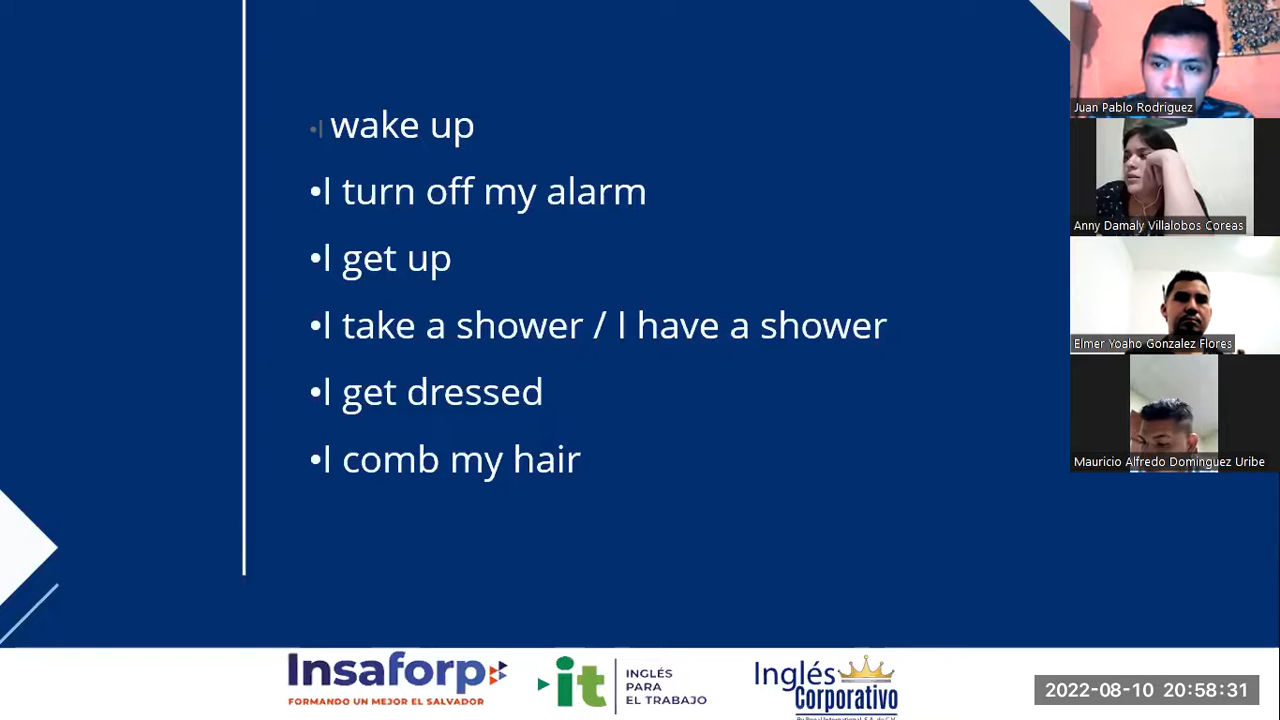 •I wake up
•I turn off my alarm
•I get up
•I take a shower / I have a shower
•I get dressed
•I comb my hair
Juan Pablo Rodriguez
Anny Damaly Villalobos Coreas
Elmer Yoaho Gonzalez Flores
Mauricio Alfredo Dominguez Uribe
Insaforp
FORMANDO UN MEJOR EL SALVADOR
it
INGLÉS
PARA
EL TRABAJO
Inglés
Corporativo
2022-08-10 20:58:31